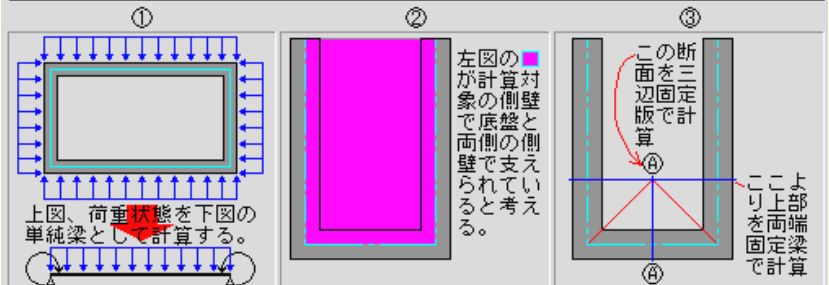 ①
②
③
上図、荷重状態を下図の
単純梁として計算する。
左図の■
が計算対
象の側壁
で底盤と
両側の側
壁で支え
られてい
ると考え
る。
この断
面を三
辺固定
版で計
算
Ⓐ
Ⓐ
ここよ
り上部
を両端
固定梁
で計算